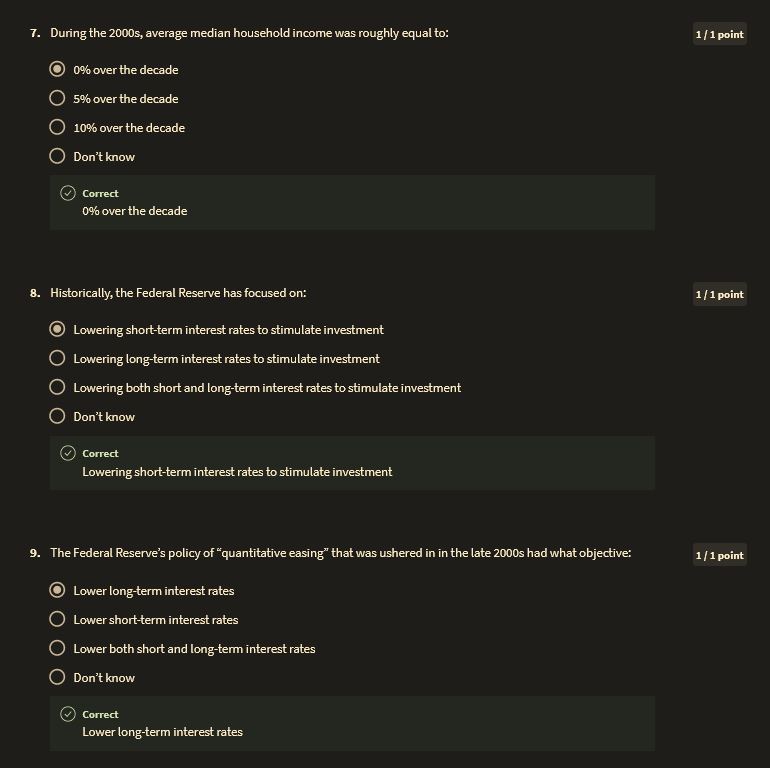 7. During the 2000s, average median household income was roughly equal to:
1 / 1 point
0% over the decade
5% over the decade
10% over the decade
Don't know
Correct
0% over the decade
8. Historically, the Federal Reserve has focused on:
1 / 1 point
Lowering short-term interest rates to stimulate investment
Lowering long-term interest rates to stimulate investment
Lowering both short and long-term interest rates to stimulate investment
Don't know
Correct
Lowering short-term interest rates to stimulate investment
9. The Federal Reserve's policy of “quantitative easing” that was ushered in in the late 2000s had what objective:
1 / 1 point
Lower long-term interest rates
Lower short-term interest rates
Lower both short and long-term interest rates
Don't know
Correct
Lower long-term interest rates